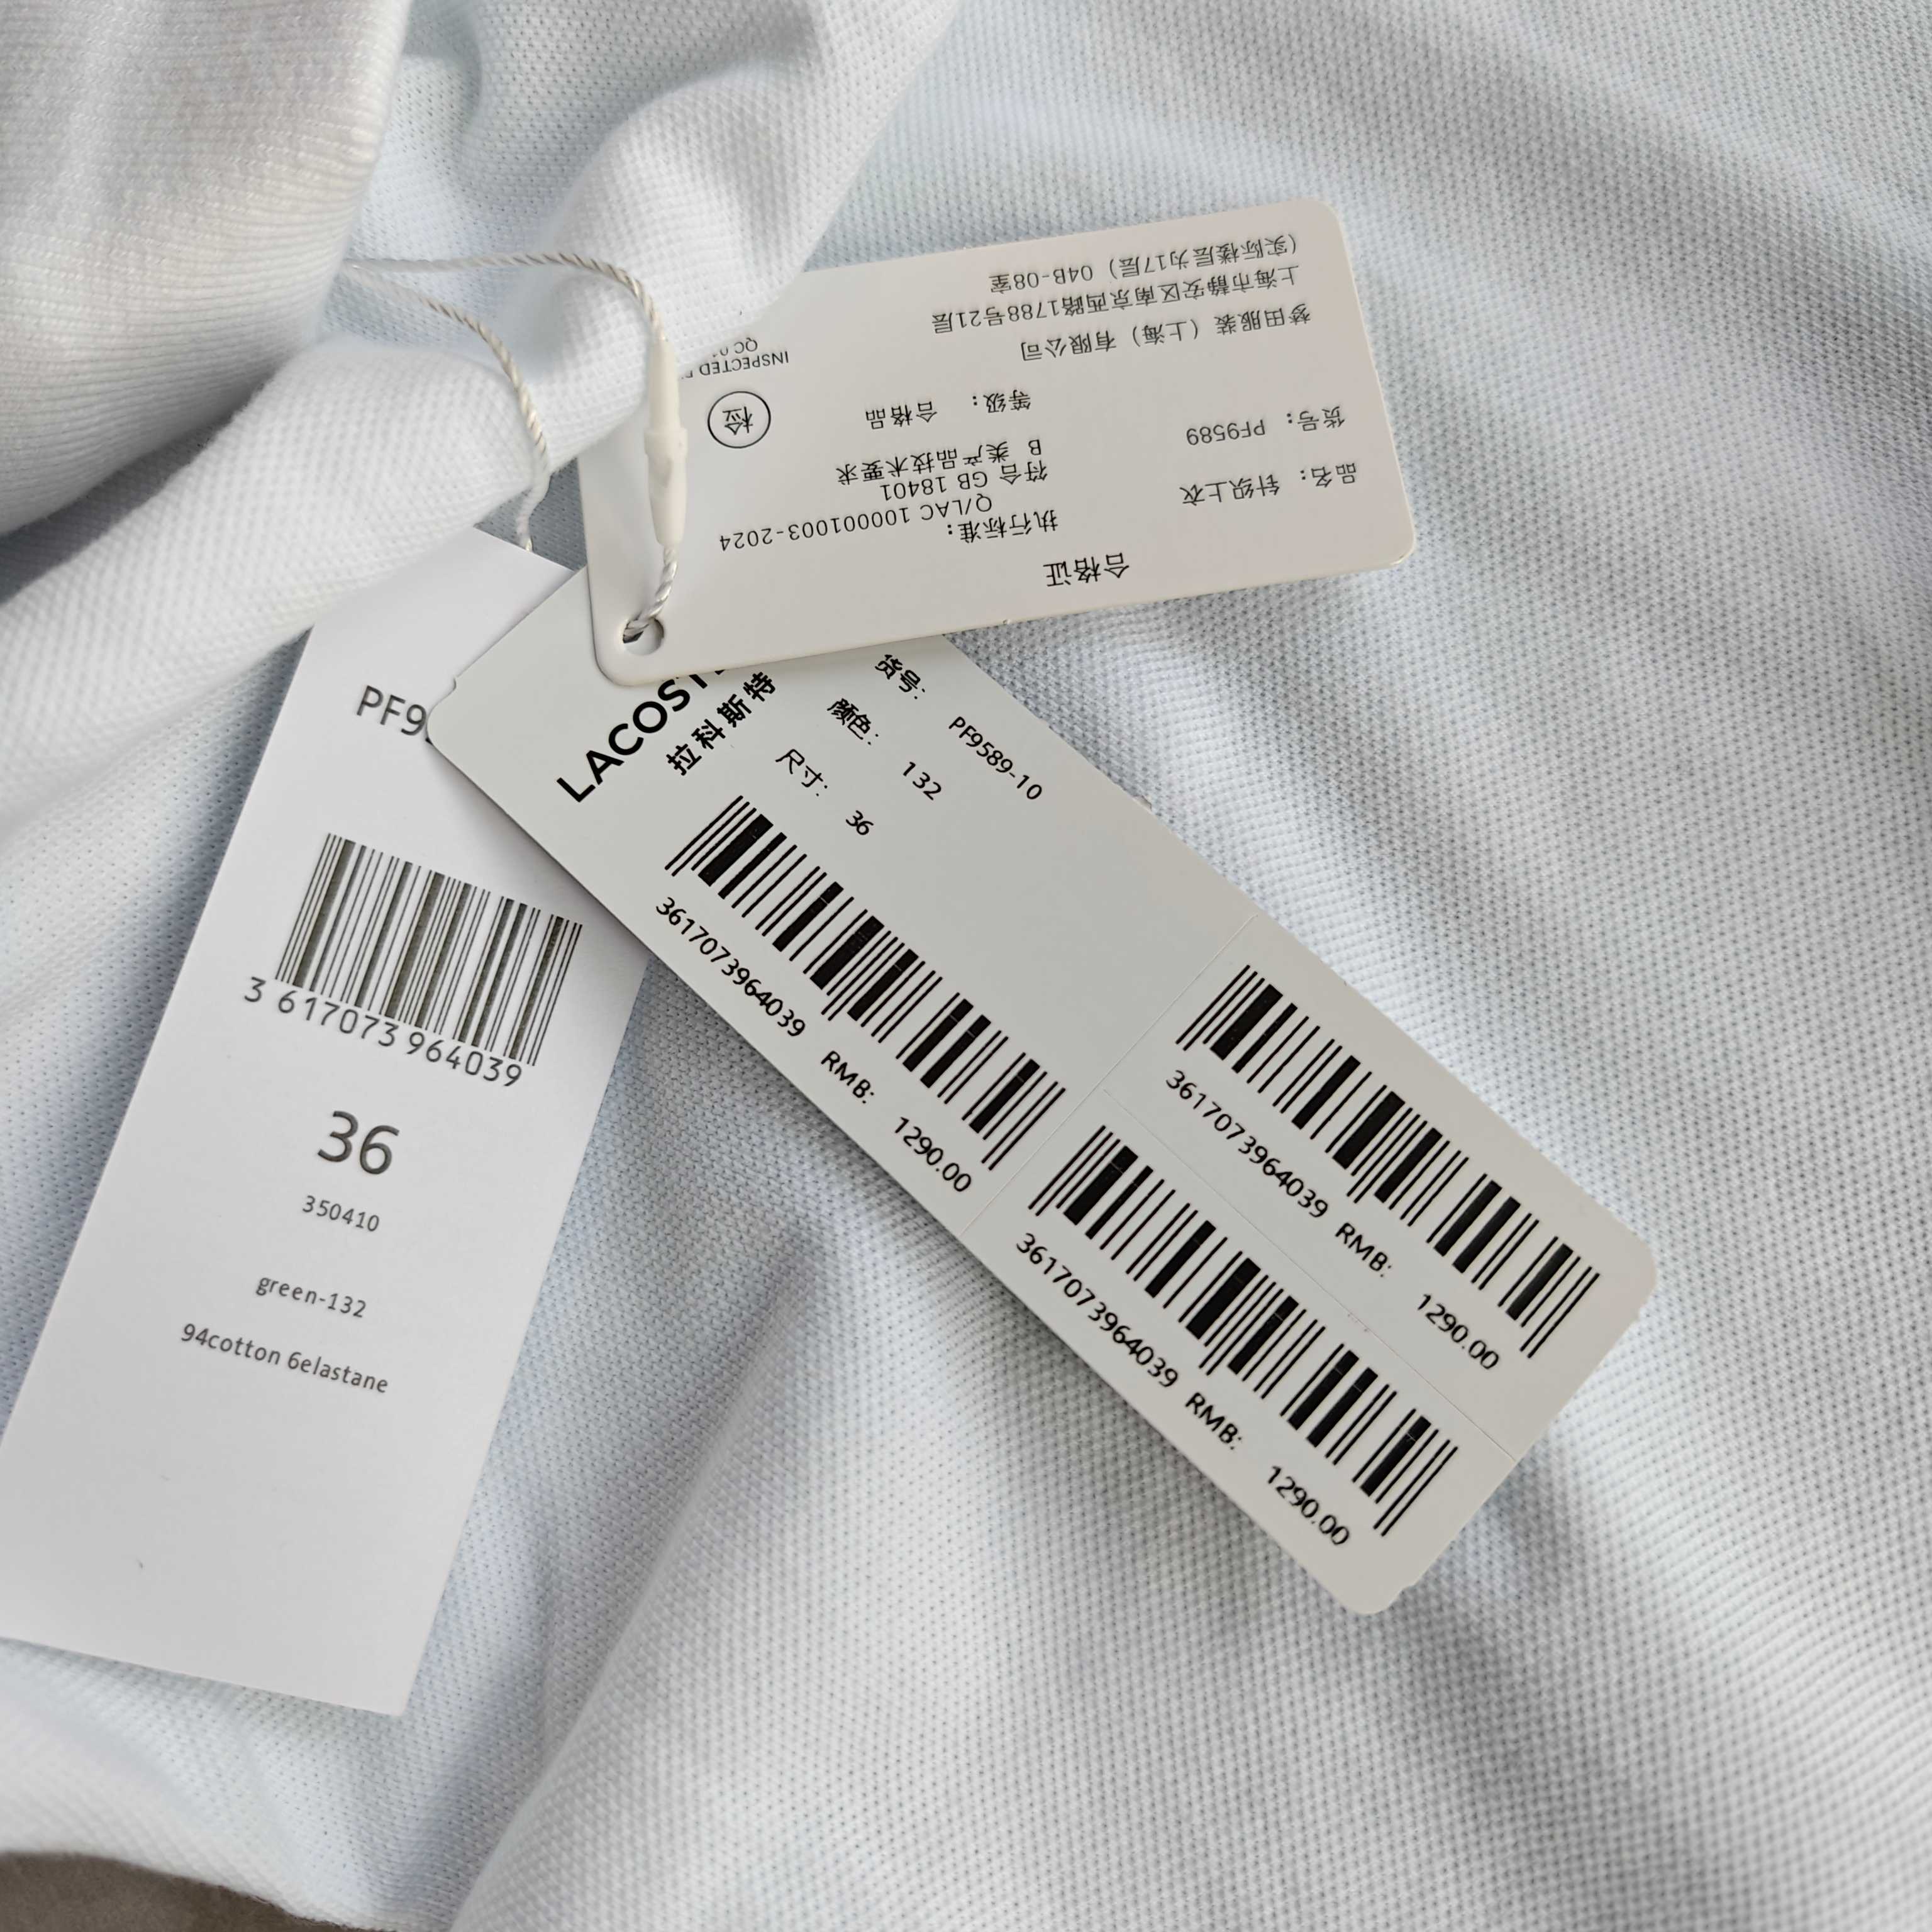 合格证
品名： 针织上衣
货号： PF9589
执行标准：
Q/LAC 100001003-2024
符合 GB 18401
B 类产品技术要求
等级： 合格品
检
INSPECTED
QC
梦田服装（上海）有限公司
上海市静安区南京西路1788号21层
（实际楼层为17层）04B-08室
LACOST
拉科斯特
货号： PF9589-10
颜色： 132
尺寸： 36
3617073964039 RMB: 1290.00
3617073964039 RMB: 1290.00
3617073964039 RMB: 1290.00
PF9
3 617073 964039
36
350410
green-132
94cotton 6elastane